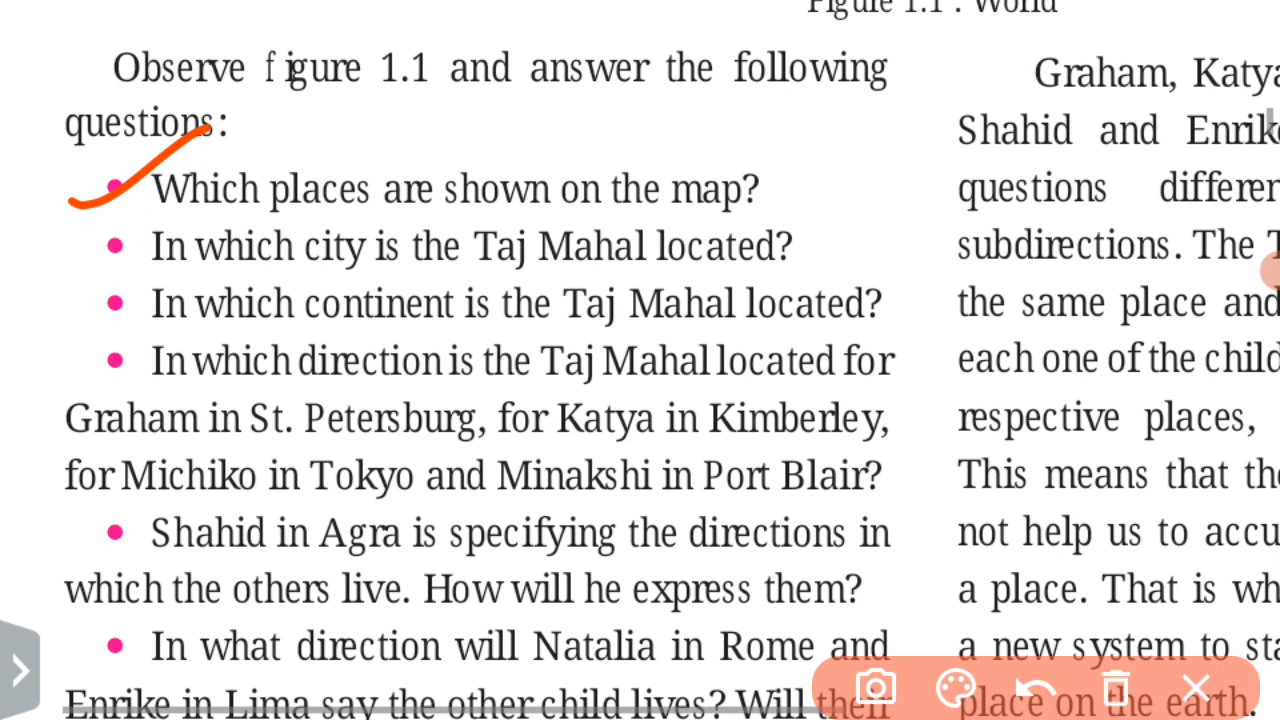 Figure 1.1 : World
Observe figure 1.1 and answer the following
questions:
Which places are shown on the map?
In which city is the Taj Mahal located?
In which continent is the Taj Mahal located?
In which direction is the Taj Mahal located for
Graham in St. Petersburg, for Katya in Kimberley,
for Michiko in Tokyo and Minakshi in Port Blair?
Shahid in Agra is specifying the directions in
which the others live. How will he express them?
In what direction will Natalia in Rome and
Enrike in Lima say the other child lives? Will their
Graham, Katya
Shahid and Enrik
questions differen
subdirections. The T
the same place and
each one of the child
respective places,
This means that the
not help us to accu
a place. That is wh
a new system to sta
place on the earth.